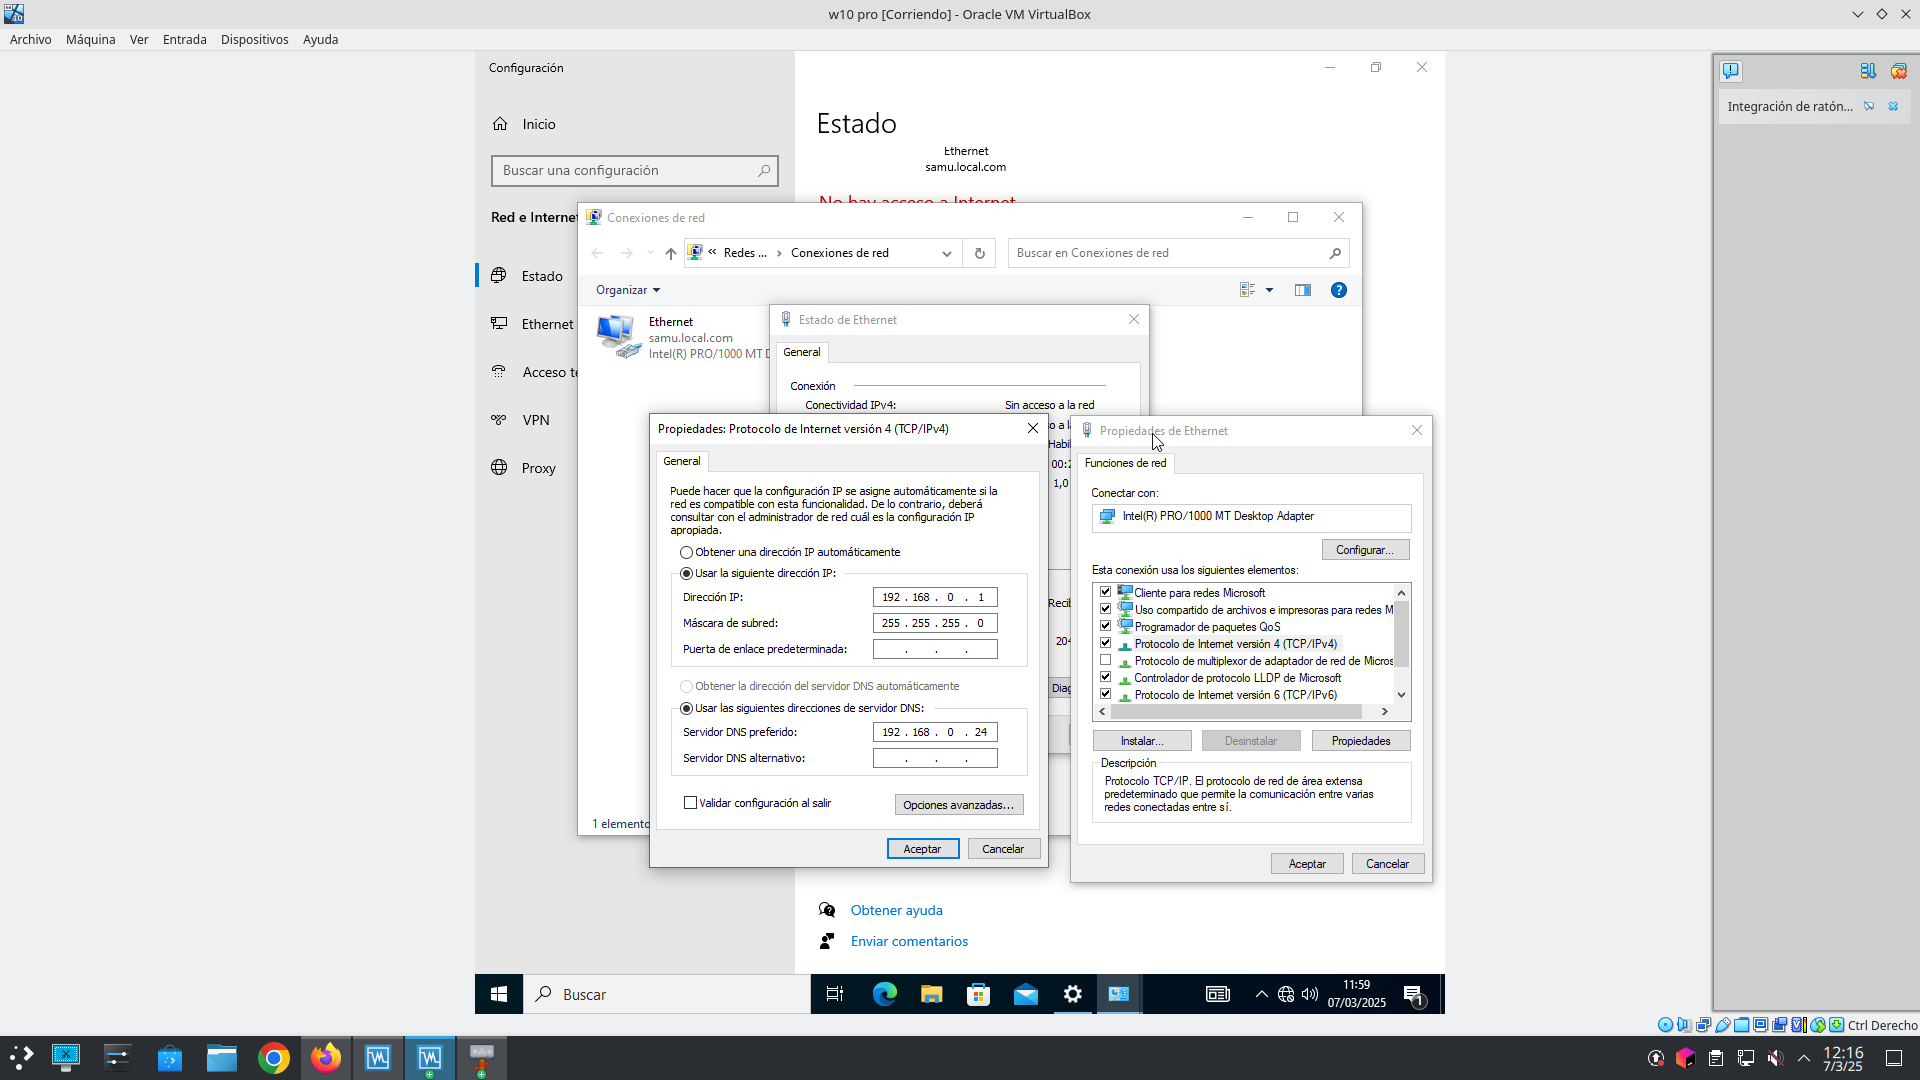 w10 pro [Corriendo] - Oracle VM VirtualBox
Archivo Máquina Ver Entrada Dispositivos Ayuda
Configuración
Inicio
Buscar una configuración
Red e Internet
Estado
Ethernet
Acceso te
VPN
Proxy
Estado
Ethernet
samu.local.com
No hay acceso a Internet
Obtener ayuda
Enviar comentarios
Conexiones de red
« Redes ... › Conexiones de red
Buscar en Conexiones de red
Organizar
Ethernet
samu.local.com
Intel(R) PRO/1000 MT D
1 elemento
Estado de Ethernet
General
Conexión
Conectividad IPv4: Sin acceso a la red
o a l
Habil
00:2
1,0
Recib
204
Diag
Propiedades: Protocolo de Internet versión 4 (TCP/IPv4)
General
Puede hacer que la configuración IP se asigne automáticamente si la
red es compatible con esta funcionalidad. De lo contrario, deberá
consultar con el administrador de red cuál es la configuración IP
apropiada.
Obtener una dirección IP automáticamente
Usar la siguiente dirección IP:
Dirección IP: 192 . 168 . 0 . 1
Máscara de subred: 255 . 255 . 255 . 0
Puerta de enlace predeterminada: . . .
Obtener la dirección del servidor DNS automáticamente
Usar las siguientes direcciones de servidor DNS:
Servidor DNS preferido: 192 . 168 . 0 . 24
Servidor DNS alternativo: . . .
Validar configuración al salir
Opciones avanzadas...
Aceptar Cancelar
Propiedades de Ethernet
Funciones de red
Conectar con:
Intel(R) PRO/1000 MT Desktop Adapter
Configurar...
Esta conexión usa los siguientes elementos:
Cliente para redes Microsoft
Uso compartido de archivos e impresoras para redes M
Programador de paquetes QoS
Protocolo de Internet versión 4 (TCP/IPv4)
Protocolo de multiplexor de adaptador de red de Micros
Controlador de protocolo LLDP de Microsoft
Protocolo de Internet versión 6 (TCP/IPv6)
Instalar... Desinstalar Propiedades
Descripción
Protocolo TCP/IP. El protocolo de red de área extensa
predeterminado que permite la comunicación entre varias
redes conectadas entre sí.
Aceptar Cancelar
Integración de ratón...
Buscar
11:59
07/03/2025
1
Ctrl Derecho
12:16
7/3/25